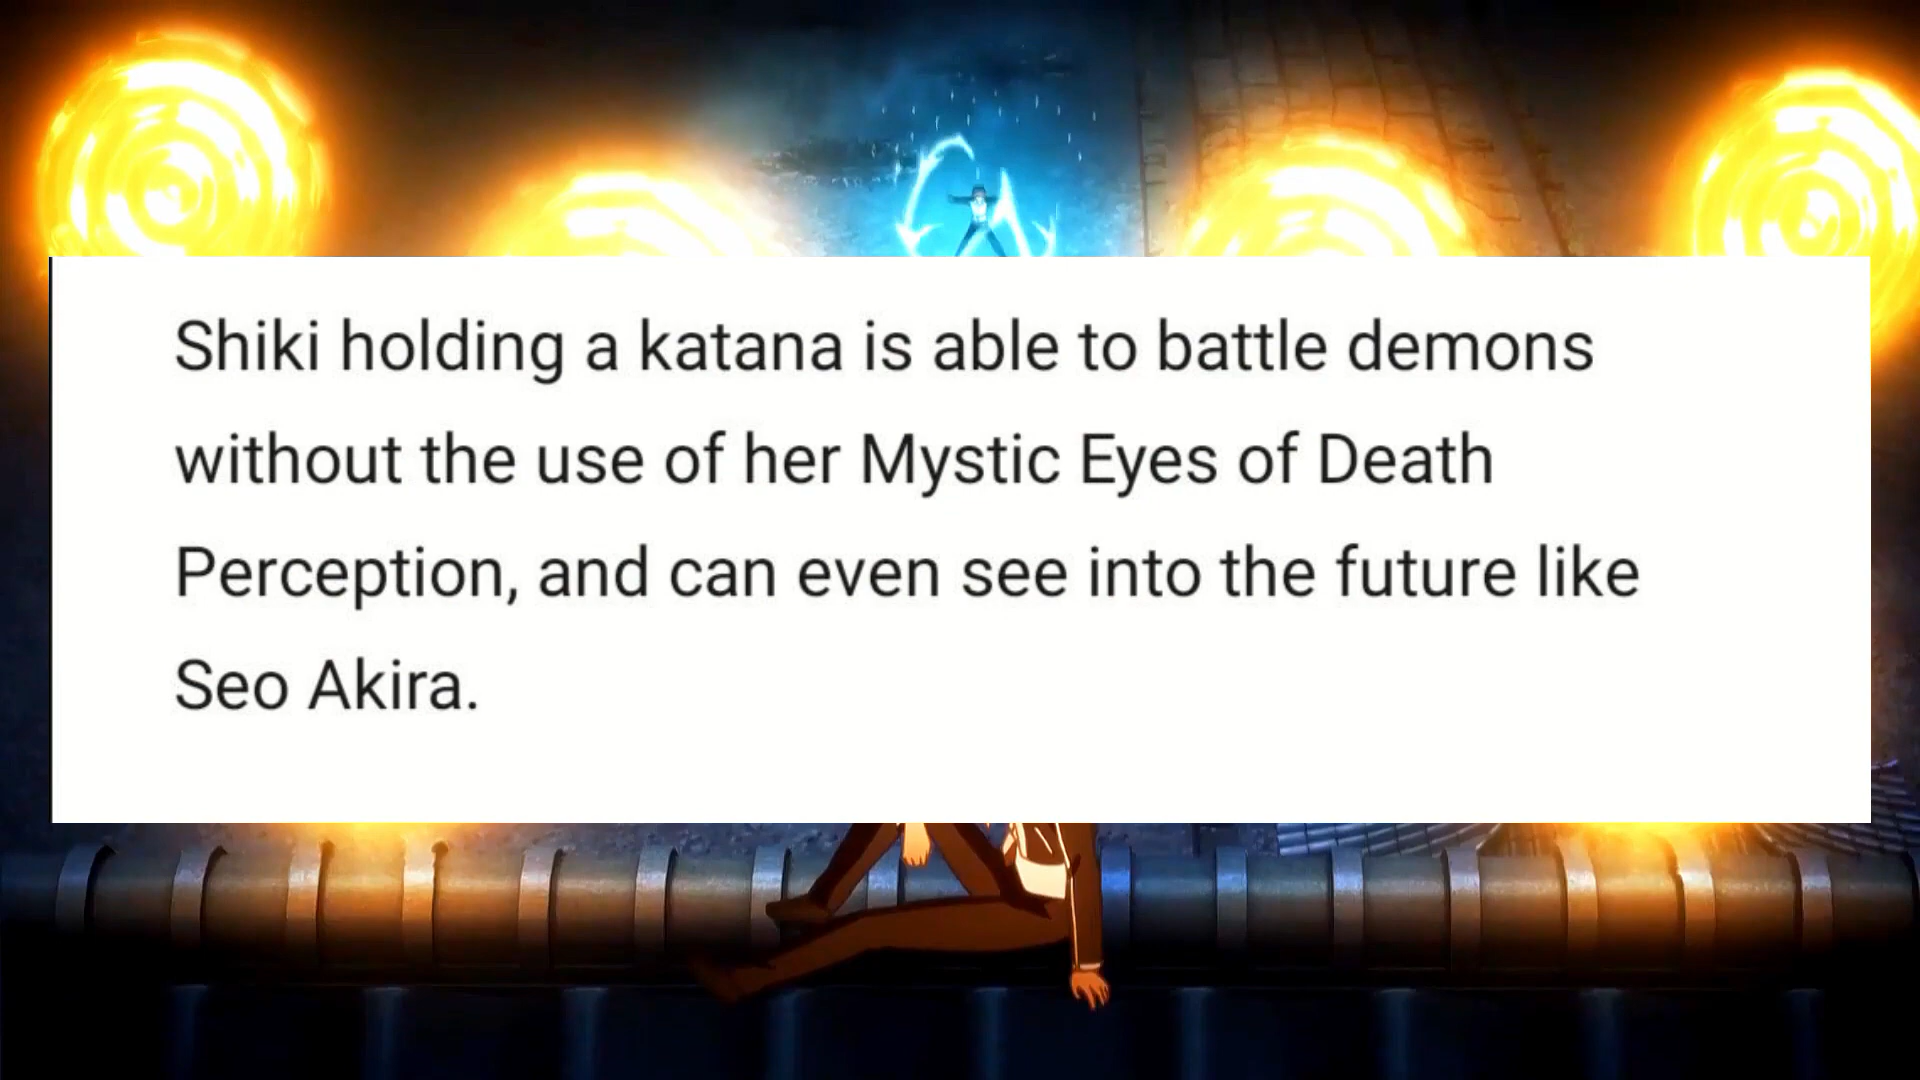 Shiki holding a katana is able to battle demons
without the use of her Mystic Eyes of Death
Perception, and can even see into the future like
Seo Akira.